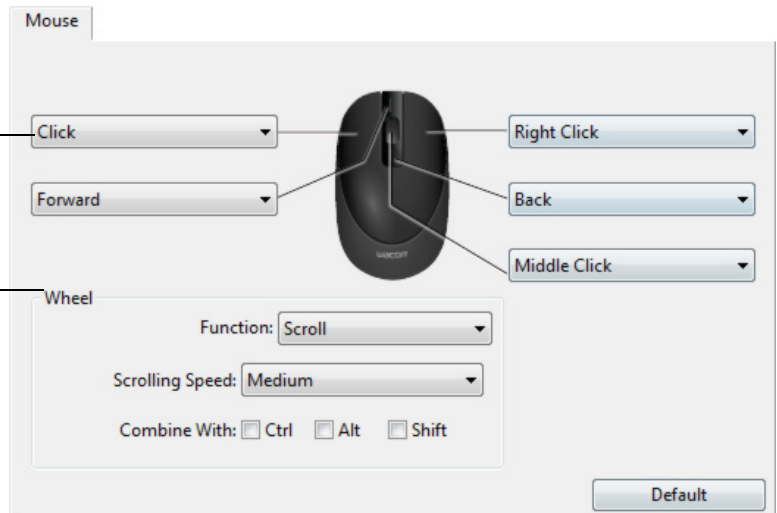 Mouse
Click
Right Click
Forward
Back
wacom
Middle Click
Wheel
Function: Scroll
Scrolling Speed: Medium
Combine With: Ctrl Alt Shift
Default